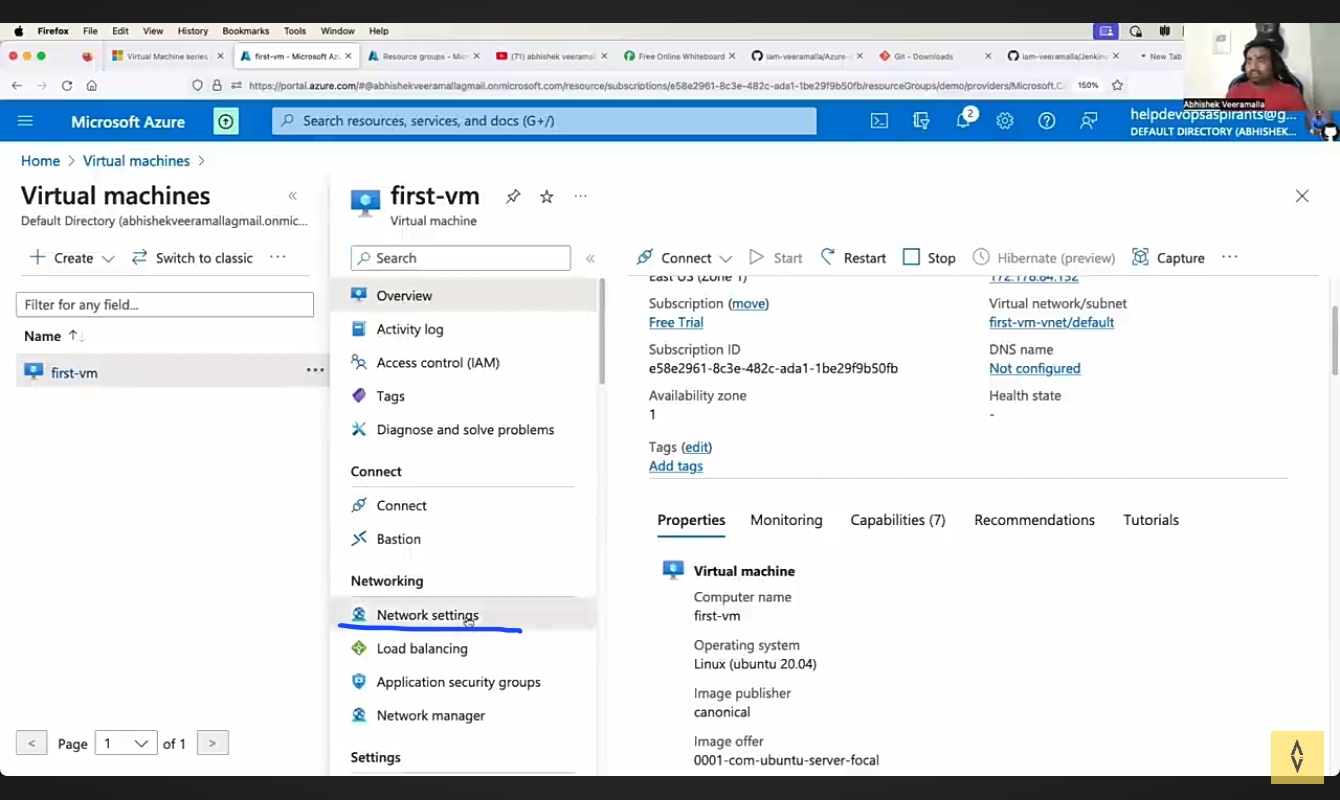 Firefox File Edit View History Bookmarks Tools Window Help
Virtual Machine series × first-vm - Microsoft Az × Resource groups - Micr × (71) abhishek veeramal × Free Online Whiteboard × iam-veeramalla/Azure- × Git - Downloads × iam-veeramalla/Jenkin × New Tab
https://portal.azure.com/#@abhishekveeramallagmail.onmicrosoft.com/resource/subscriptions/e58e2961-8c3e-482c-ada1-1be29f9b50fb/resourceGroups/demo/providers/Microsoft.Co 150%
Abhishek Veeramalla
Microsoft Azure
Search resources, services, and docs (G+/)
2
helpdevopsaspirants@g...
DEFAULT DIRECTORY (ABHISHEK...
Home > Virtual machines >
Virtual machines «
Default Directory (abhishekveeramallagmail.onmic...
+ Create Switch to classic ...
Filter for any field...
Name ↑↓
first-vm ...
< Page 1 of 1 >
first-vm ...
Virtual machine
Search «
Overview
Activity log
Access control (IAM)
Tags
Diagnose and solve problems
Connect
Connect
Bastion
Networking
Network settings
Load balancing
Application security groups
Network manager
Settings
Connect Start Restart Stop Hibernate (preview) Capture ...
East US (Zone 1)
172.178.64.152
Subscription (move)
Free Trial
Virtual network/subnet
first-vm-vnet/default
Subscription ID
e58e2961-8c3e-482c-ada1-1be29f9b50fb
DNS name
Not configured
Availability zone
1
Health state
-
Tags (edit)
Add tags
Properties Monitoring Capabilities (7) Recommendations Tutorials
Virtual machine
Computer name
first-vm
Operating system
Linux (ubuntu 20.04)
Image publisher
canonical
Image offer
0001-com-ubuntu-server-focal